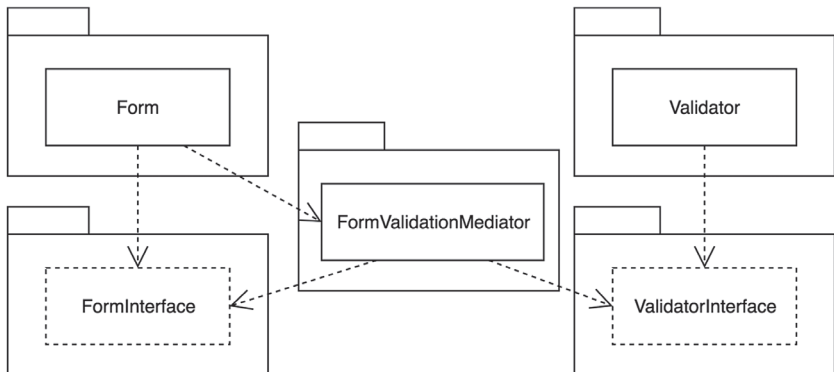 Form
Validator
FormValidationMediator
FormInterface
ValidatorInterface